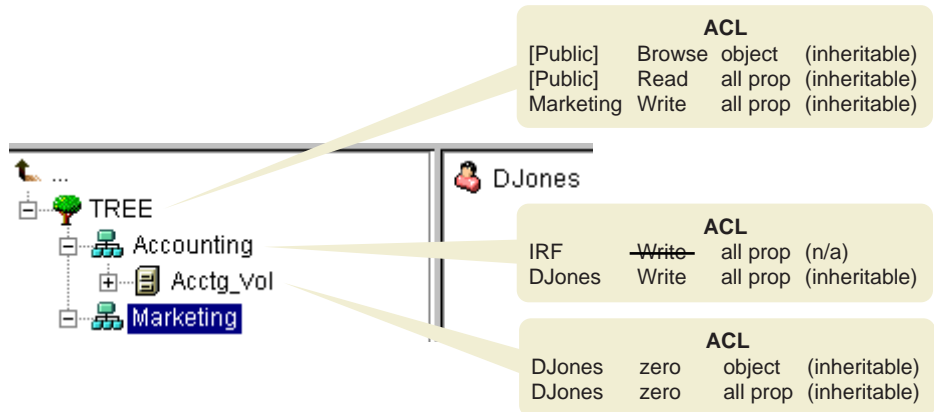 ACL
[Public] Browse object (inheritable)
[Public] Read all prop (inheritable)
Marketing Write all prop (inheritable)
...
TREE
Accounting
Acctg_Vol
Marketing
DJones
ACL
IRF Write all prop (n/a)
DJones Write all prop (inheritable)
ACL
DJones zero object (inheritable)
DJones zero all prop (inheritable)